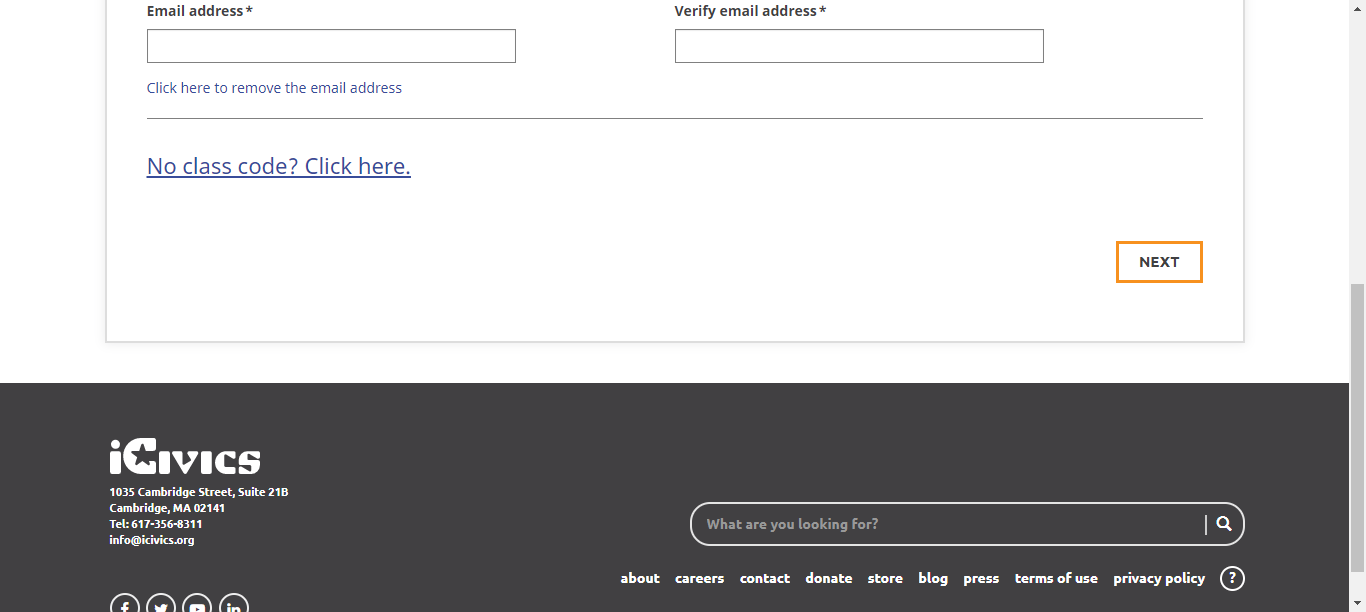 Email address*
Verify email address*
Click here to remove the email address
No class code? Click here.
NEXT
iCivics
1035 Cambridge Street, Suite 21B
Cambridge, MA 02141
Tel: 617-356-8311
info@icivics.org
What are you looking for?
about careers contact donate store blog press terms of use privacy policy ?